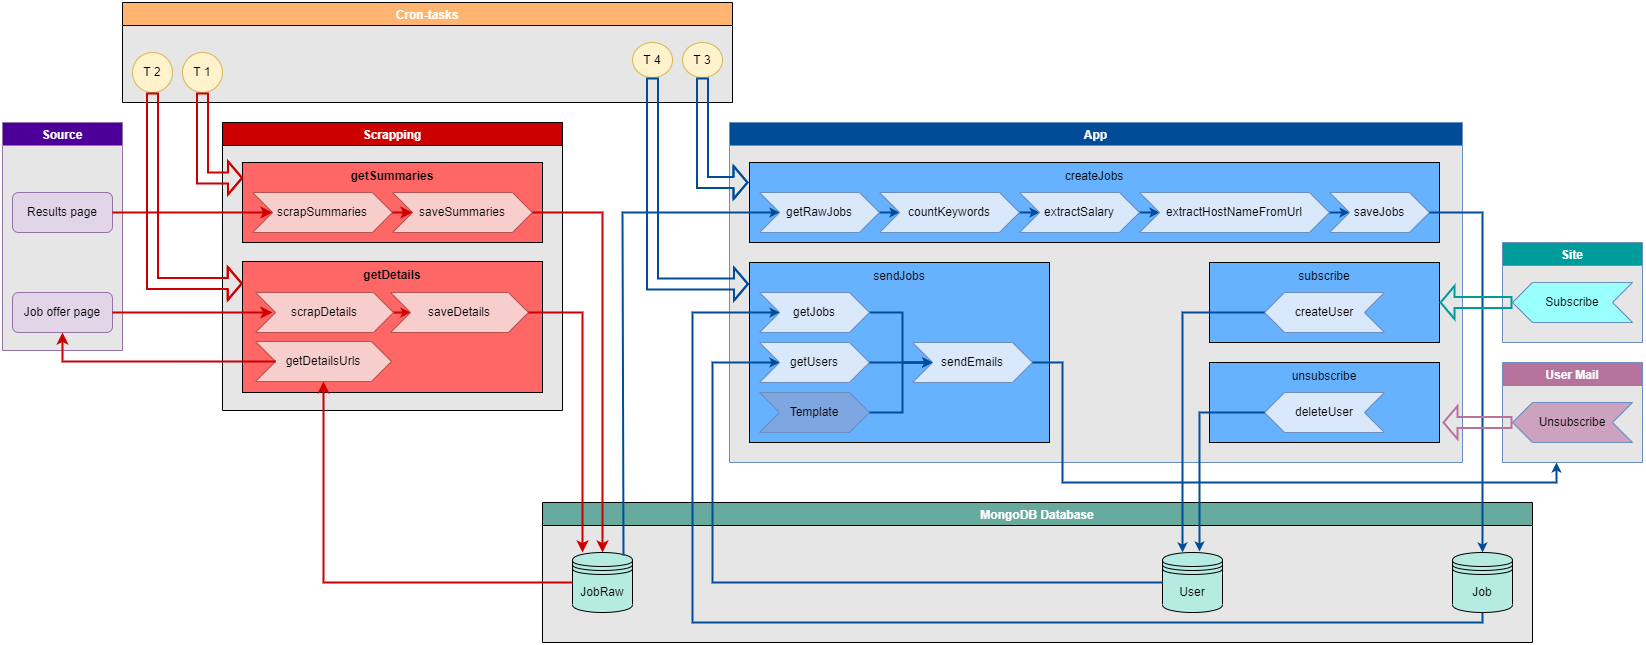 Cron-tasks
T 2
T 1
T 4
T 3
Source
Results page
Job offer page
Scrapping
getSummaries
scrapSummaries
saveSummaries
getDetails
scrapDetails
saveDetails
getDetailsUrls
App
createJobs
getRawJobs
countKeywords
extractSalary
extractHostNameFromUrl
saveJobs
sendJobs
getJobs
getUsers
Template
sendEmails
subscribe
createUser
unsubscribe
deleteUser
Site
Subscribe
User Mail
Unsubscribe
MongoDB Database
JobRaw
User
Job